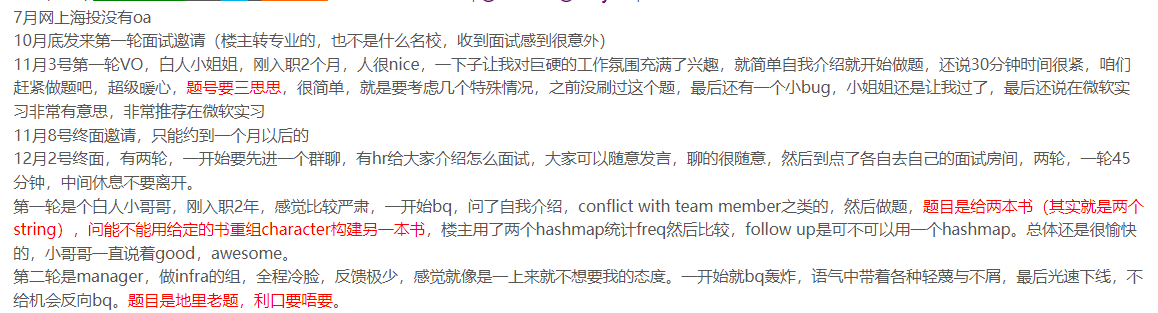 7月网上海投没有oa
10月底发来第一轮面试邀请（楼主转专业的，也不是什么名校，收到面试感到很意外）
11月3号第一轮VO，白人小姐姐，刚入职2个月，人很nice，一下子让我对巨硬的工作氛围充满了兴趣，就简单自我介绍就开始做题，还说30分钟时间很紧，咱们
赶紧做题吧，超级暖心，题号要三思思，很简单，就是要考虑几个特殊情况，之前没刷过这个题，最后还有一个小bug，小姐姐还是让我过了，最后还说在微软实
习非常有意思，非常推荐在微软实习
11月8号终面邀请，只能约到一个月以后的
12月2号终面，有两轮，一开始要先进一个群聊，有hr给大家介绍怎么面试，大家可以随意发言，聊的很随意，然后到点了各自去自己的面试房间，两轮，一轮45
分钟，中间休息不要离开。
第一轮是个白人小哥哥，刚入职2年，感觉比较严肃，一开始bq，问了自我介绍，conflict with team member之类的，然后做题，题目是给两本书（其实就是两个
string），问能不能用给定的书重组character构建另一本书，楼主用了两个hashmap统计freq然后比较，follow up是可不可以用一个hashmap。总体还是很愉快
的，小哥哥一直说着good，awesome。
第二轮是manager，做infra的组，全程冷脸，反馈极少，感觉就像是一上来就不想要我的态度。一开始就bq轰炸，语气中带着各种轻蔑与不屑，最后光速下线，不
给机会反向bq。题目是地里老题，利口要唔要。